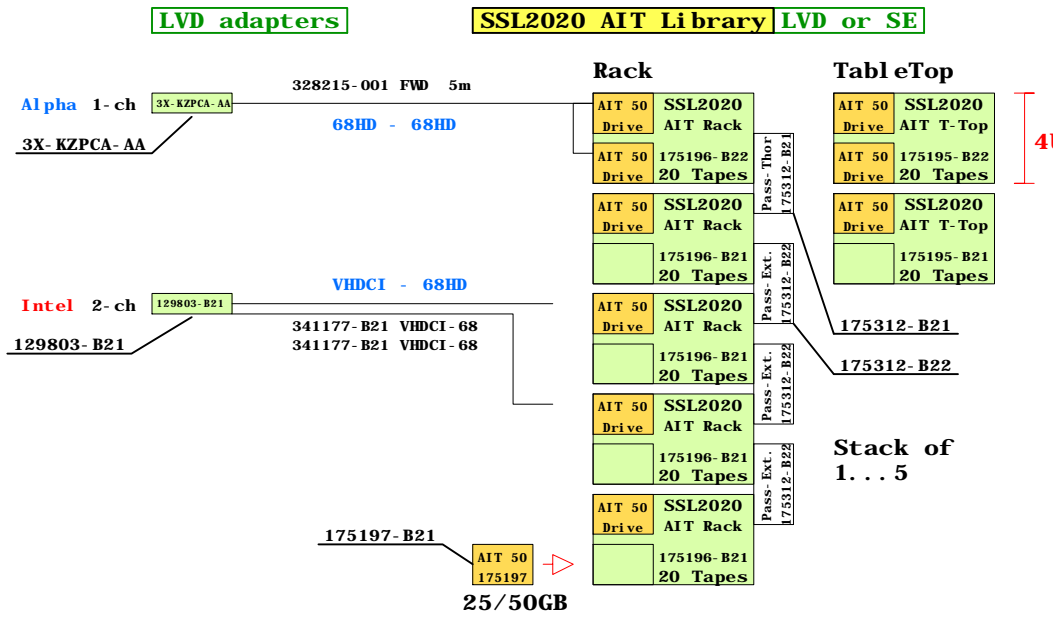 LVD adapters
SSL2020 AIT Library
LVD or SE
Rack
TableTop
328215-001 FWD 5m
68HD - 68HD
Alpha 1-ch
3X-KZPCA-AA
3X-KZPCA-AA
AIT 50
Drive
SSL2020
AIT Rack
AIT 50
Drive
175196-B22
20 Tapes
Pass-Thor
175312-B21
AIT 50
Drive
SSL2020
AIT T-Top
AIT 50
Drive
175195-B22
20 Tapes
AIT 50
Drive
SSL2020
AIT Rack
175196-B21
20 Tapes
Pass-Ext.
175312-B22
AIT 50
Drive
SSL2020
AIT T-Top
175195-B21
20 Tapes
VHDCI - 68HD
Intel 2-ch
129803-B21
129803-B21
341177-B21 VHDCI-68
341177-B21 VHDCI-68
AIT 50
Drive
SSL2020
AIT Rack
175196-B21
20 Tapes
Pass-Ext.
175312-B22
175312-B21
175312-B22
AIT 50
Drive
SSL2020
AIT Rack
175196-B21
20 Tapes
Pass-Ext.
175312-B22
Stack of
1...5
AIT 50
Drive
SSL2020
AIT Rack
175196-B21
20 Tapes
175197-B21
AIT 50
175197
25/50GB